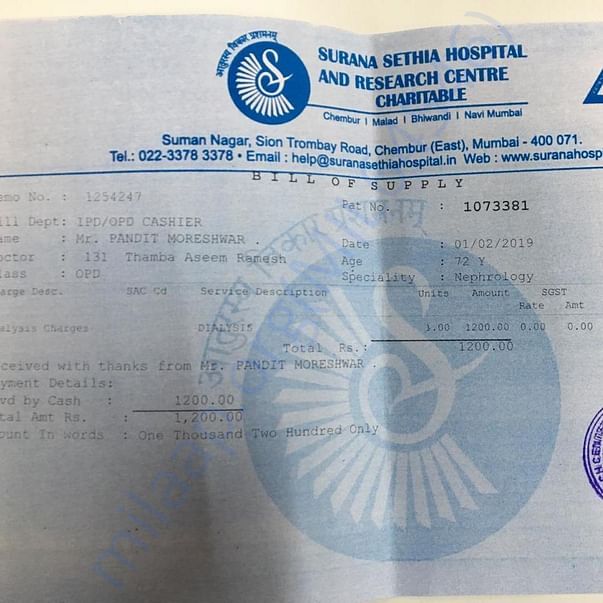 आतुरस्य विकार प्रशमनम्
SURANA SETHIA HOSPITAL
AND RESEARCH CENTRE
CHARITABLE
Chembur | Malad | Bhiwandi | Navi Mumbai
Suman Nagar, Sion Trombay Road, Chembur (East), Mumbai - 400 071.
Tel.: 022-3378 3378 • Email : help@suranasethiahospital.in Web : www.suranahosp
BILL OF SUPPLY
emo No. : 1254247 Pat No. : 1073381
ill Dept: IPD/OPD CASHIER
ame : Mr. PANDIT MORESHWAR . Date : 01/02/2019
octor : 131 Thamba Aseem Ramesh Age : 72 Y
lass : OPD Speciality : Nephrology
arge Desc. SAC Cd Service Description Units Amount SGST
Rate Amt
alysis Charges DIALYSIS 1.00 1200.00 0.00 0.00
Total Rs.: 1200.00
eceived with thanks from Mr. PANDIT MORESHWAR .
yment Details:
vd by Cash : 1200.00
tal Amt Rs. : 1,200.00
ount In words : One Thousand Two Hundred Only
milaap